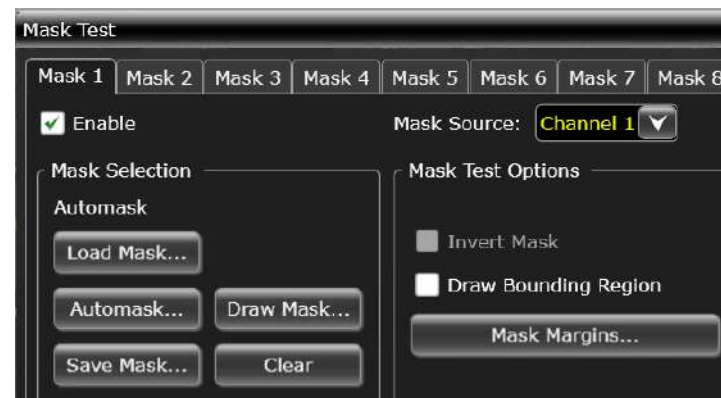 Mask Test
Mask 1 Mask 2 Mask 3 Mask 4 Mask 5 Mask 6 Mask 7 Mask 8
Enable
Mask Source: Channel 1
Mask Selection
Automask
Load Mask...
Automask... Draw Mask...
Save Mask... Clear
Mask Test Options
Invert Mask
Draw Bounding Region
Mask Margins...